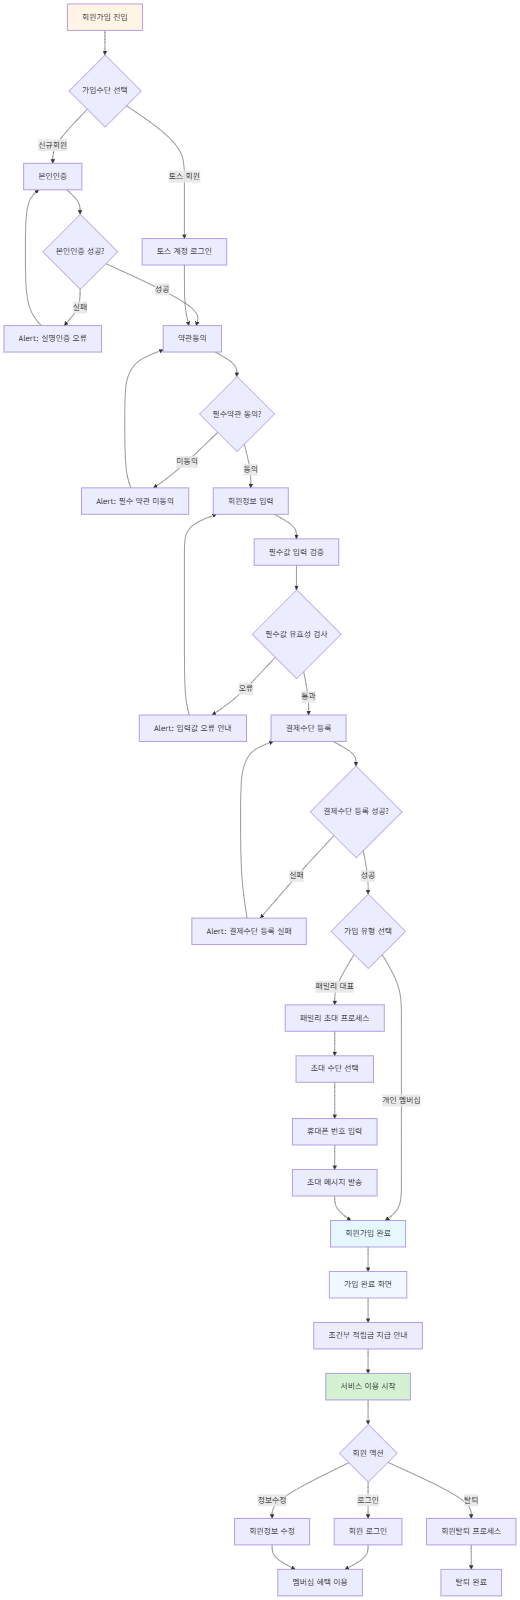 회원가입 진입
가입수단 선택
신규회원
토스 회원
본인인증
본인인증 성공?
토스 계정 로그인
성공
실패
Alert: 실명인증 오류
약관동의
필수약관 동의?
미동의
동의
Alert: 필수 약관 미동의
회원정보 입력
필수값 입력 검증
필수값 유효성 검사
오류
통과
Alert: 입력값 오류 안내
결제수단 등록
결제수단 등록 성공?
실패
성공
Alert: 결제수단 등록 실패
가입 유형 선택
패밀리 대표
패밀리 초대 프로세스
초대 수단 선택
개인 멤버십
휴대폰 번호 입력
초대 메시지 발송
회원가입 완료
가입 완료 화면
조건부 적립금 지급 안내
서비스 이용 시작
회원 액션
정보수정
로그인
탈퇴
회원정보 수정
회원 로그인
회원탈퇴 프로세스
멤버십 혜택 이용
탈퇴 완료